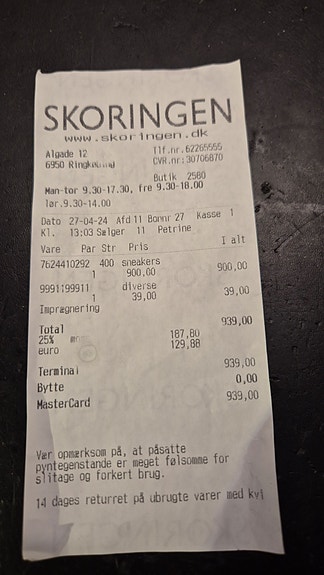 SKORINGEN
www.skoringen.dk
Algade 12 Tlf.nr.62265555
6950 Ringkøbing CVR.nr:30706870
Butik 2560
Man-tor 9.30-17.30, fre 9.30-18.00
lør.9.30-14.00
Dato 27-04-24 Afd 11 Bonnr 27 Kasse 1
Kl. 13:03 Sælger 11 Petrine
Vare Par Str Pris I alt
7624410292 400 sneakers
1 900.00 900,00
9991199911 diverse
1 39,00 39,00
Imprægnering
Total 939,00
25% 187,80
euro 129,88
Terminal 939,00
Bytte 0,00
MasterCard 939,00
Vær opmærksom på, at påsatte
pyntegenstande er meget følsomme for
slitage og forkert brug.
14 dages returret på ubrugte varer med kvi